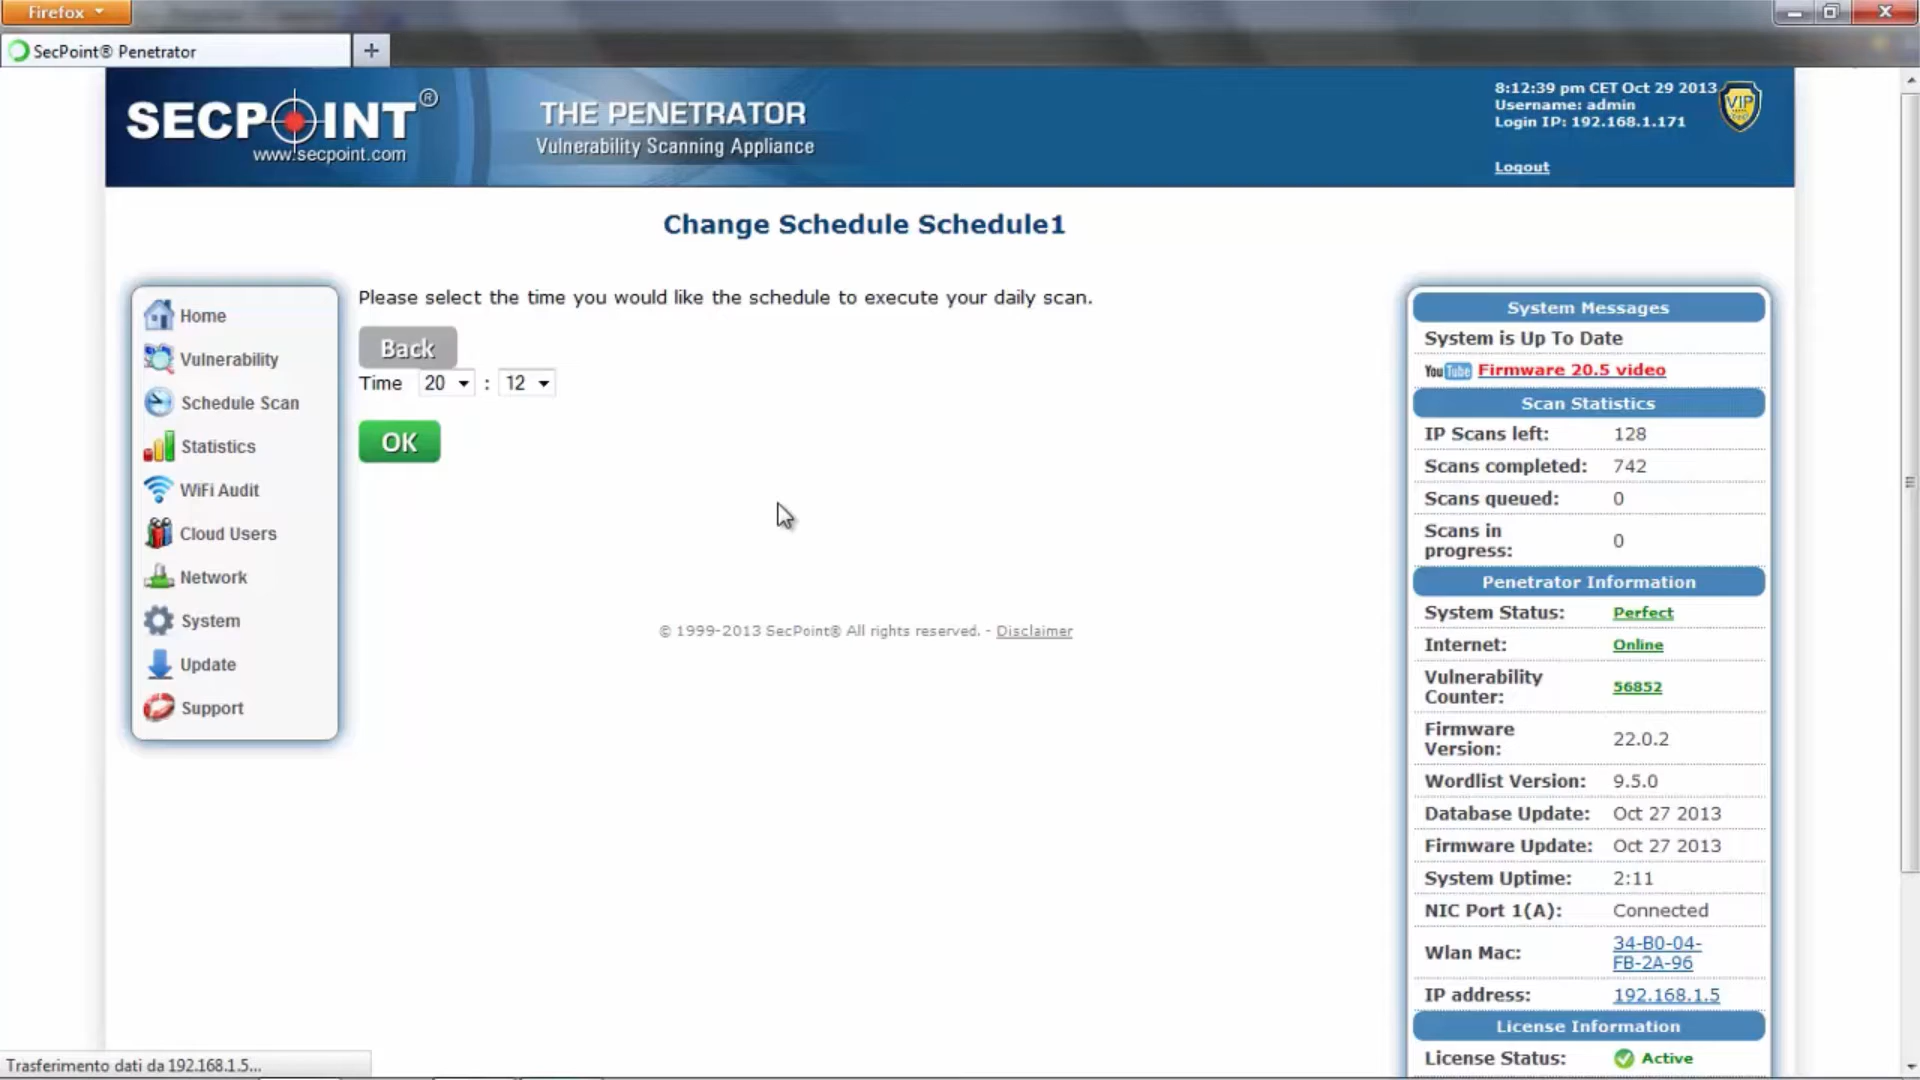 Firefox
SecPoint® Penetrator
SECPOINT®
www.secpoint.com
THE PENETRATOR
Vulnerability Scanning Appliance
8:12:39 pm CET Oct 29 2013
Username: admin
Login IP: 192.168.1.171
VIP
Logout
Change Schedule Schedule1
Home
Vulnerability
Schedule Scan
Statistics
WiFi Audit
Cloud Users
Network
System
Update
Support
Please select the time you would like the schedule to execute your daily scan.
Back
Time 20 : 12
OK
© 1999-2013 SecPoint® All rights reserved. - Disclaimer
System Messages
System is Up To Date
YouTube Firmware 20.5 video
Scan Statistics
IP Scans left: 128
Scans completed: 742
Scans queued: 0
Scans in
progress: 0
Penetrator Information
System Status: Perfect
Internet: Online
Vulnerability
Counter: 56852
Firmware
Version: 22.0.2
Wordlist Version: 9.5.0
Database Update: Oct 27 2013
Firmware Update: Oct 27 2013
System Uptime: 2:11
NIC Port 1(A): Connected
Wlan Mac: 34-B0-04-
FB-2A-96
IP address: 192.168.1.5
License Information
License Status: Active
Trasferimento dati da 192.168.1.5...